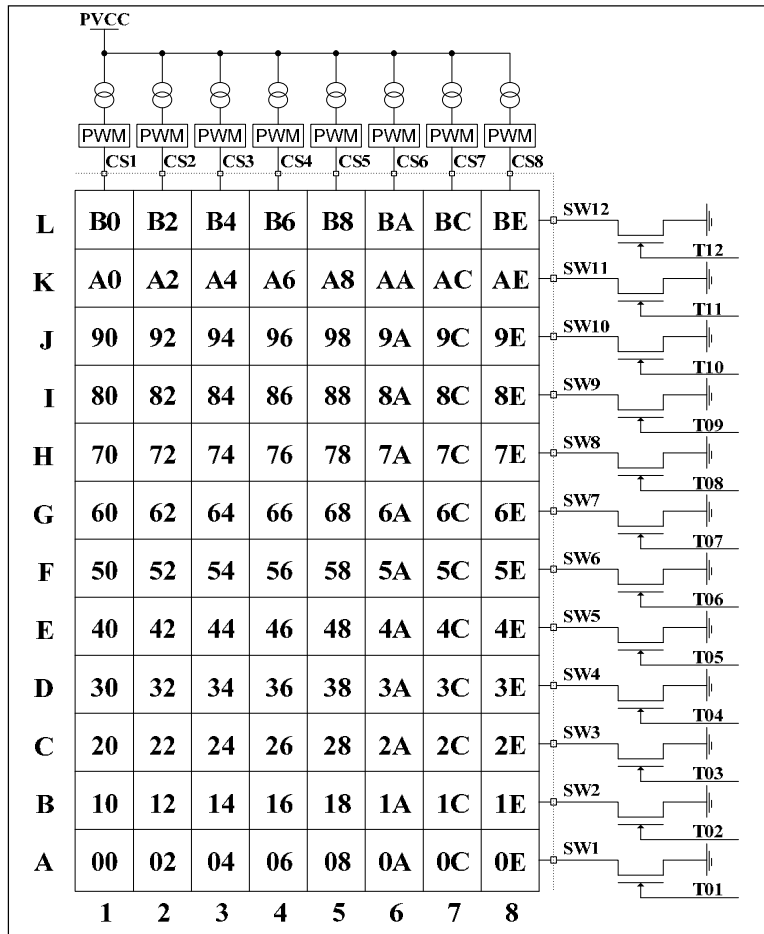 PVCC
PWM PWM PWM PWM PWM PWM PWM PWM
CS1 CS2 CS3 CS4 CS5 CS6 CS7 CS8
L B0 B2 B4 B6 B8 BA BC BE SW12
T12
K A0 A2 A4 A6 A8 AA AC AE SW11
T11
J 90 92 94 96 98 9A 9C 9E SW10
T10
I 80 82 84 86 88 8A 8C 8E SW9
T09
H 70 72 74 76 78 7A 7C 7E SW8
T08
G 60 62 64 66 68 6A 6C 6E SW7
T07
F 50 52 54 56 58 5A 5C 5E SW6
T06
E 40 42 44 46 48 4A 4C 4E SW5
T05
D 30 32 34 36 38 3A 3C 3E SW4
T04
C 20 22 24 26 28 2A 2C 2E SW3
T03
B 10 12 14 16 18 1A 1C 1E SW2
T02
A 00 02 04 06 08 0A 0C 0E SW1
T01
1 2 3 4 5 6 7 8